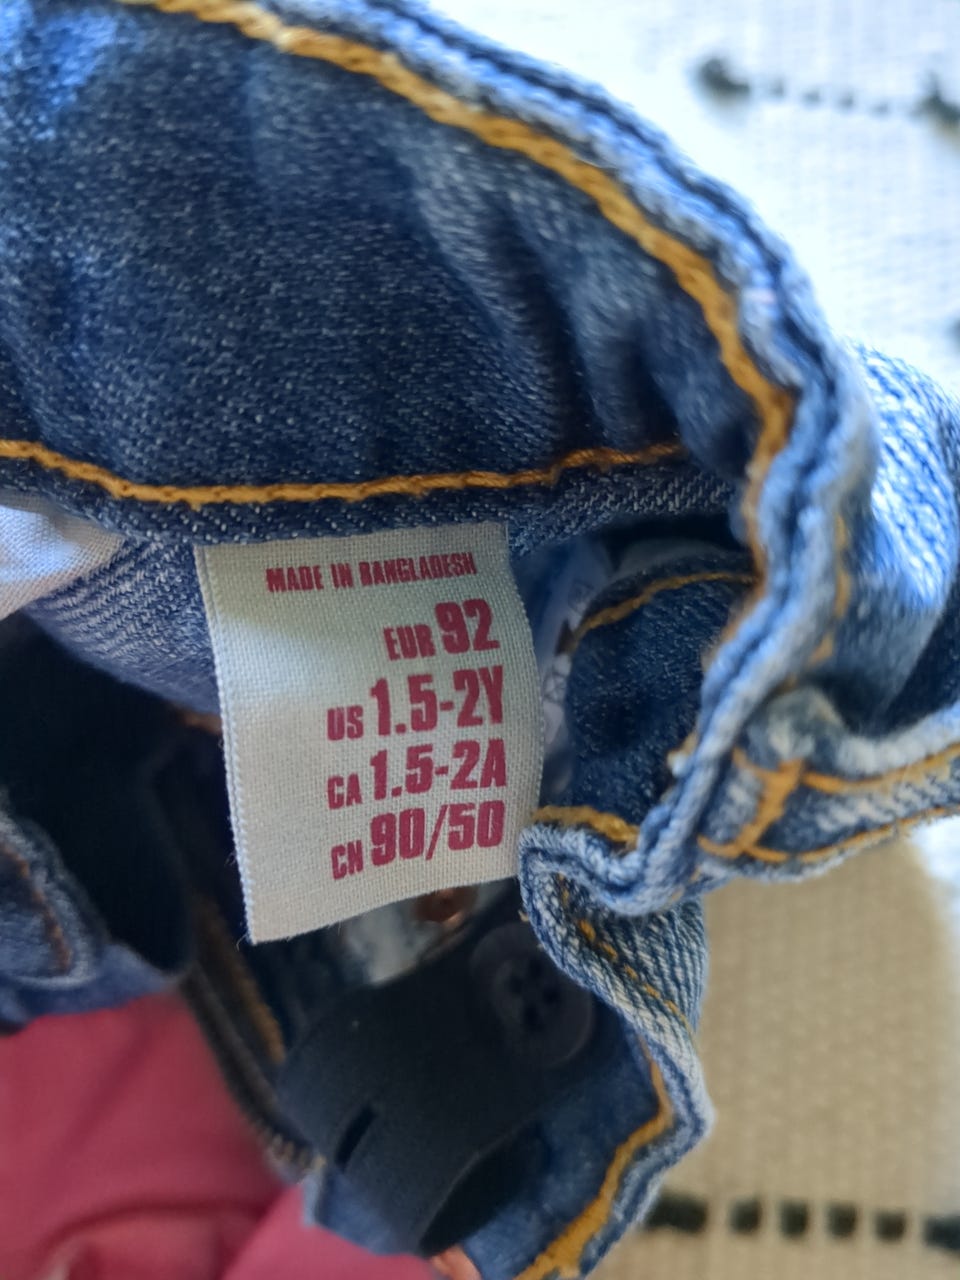 MADE IN BANGLADESH
EUR 92
US 1.5-2Y
CA 1.5-2A
CN 90/50